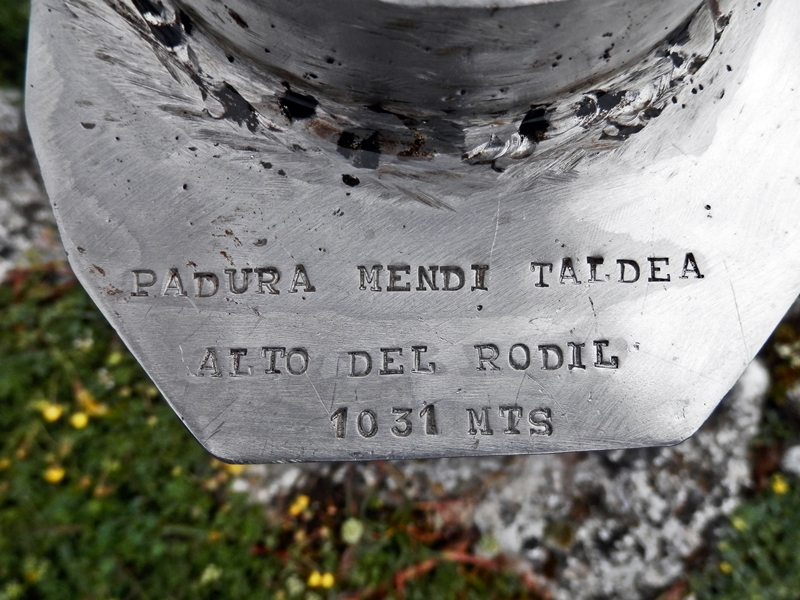 PADURA MENDI TALDEA
ALTO DEL RODIL
1031 MTS